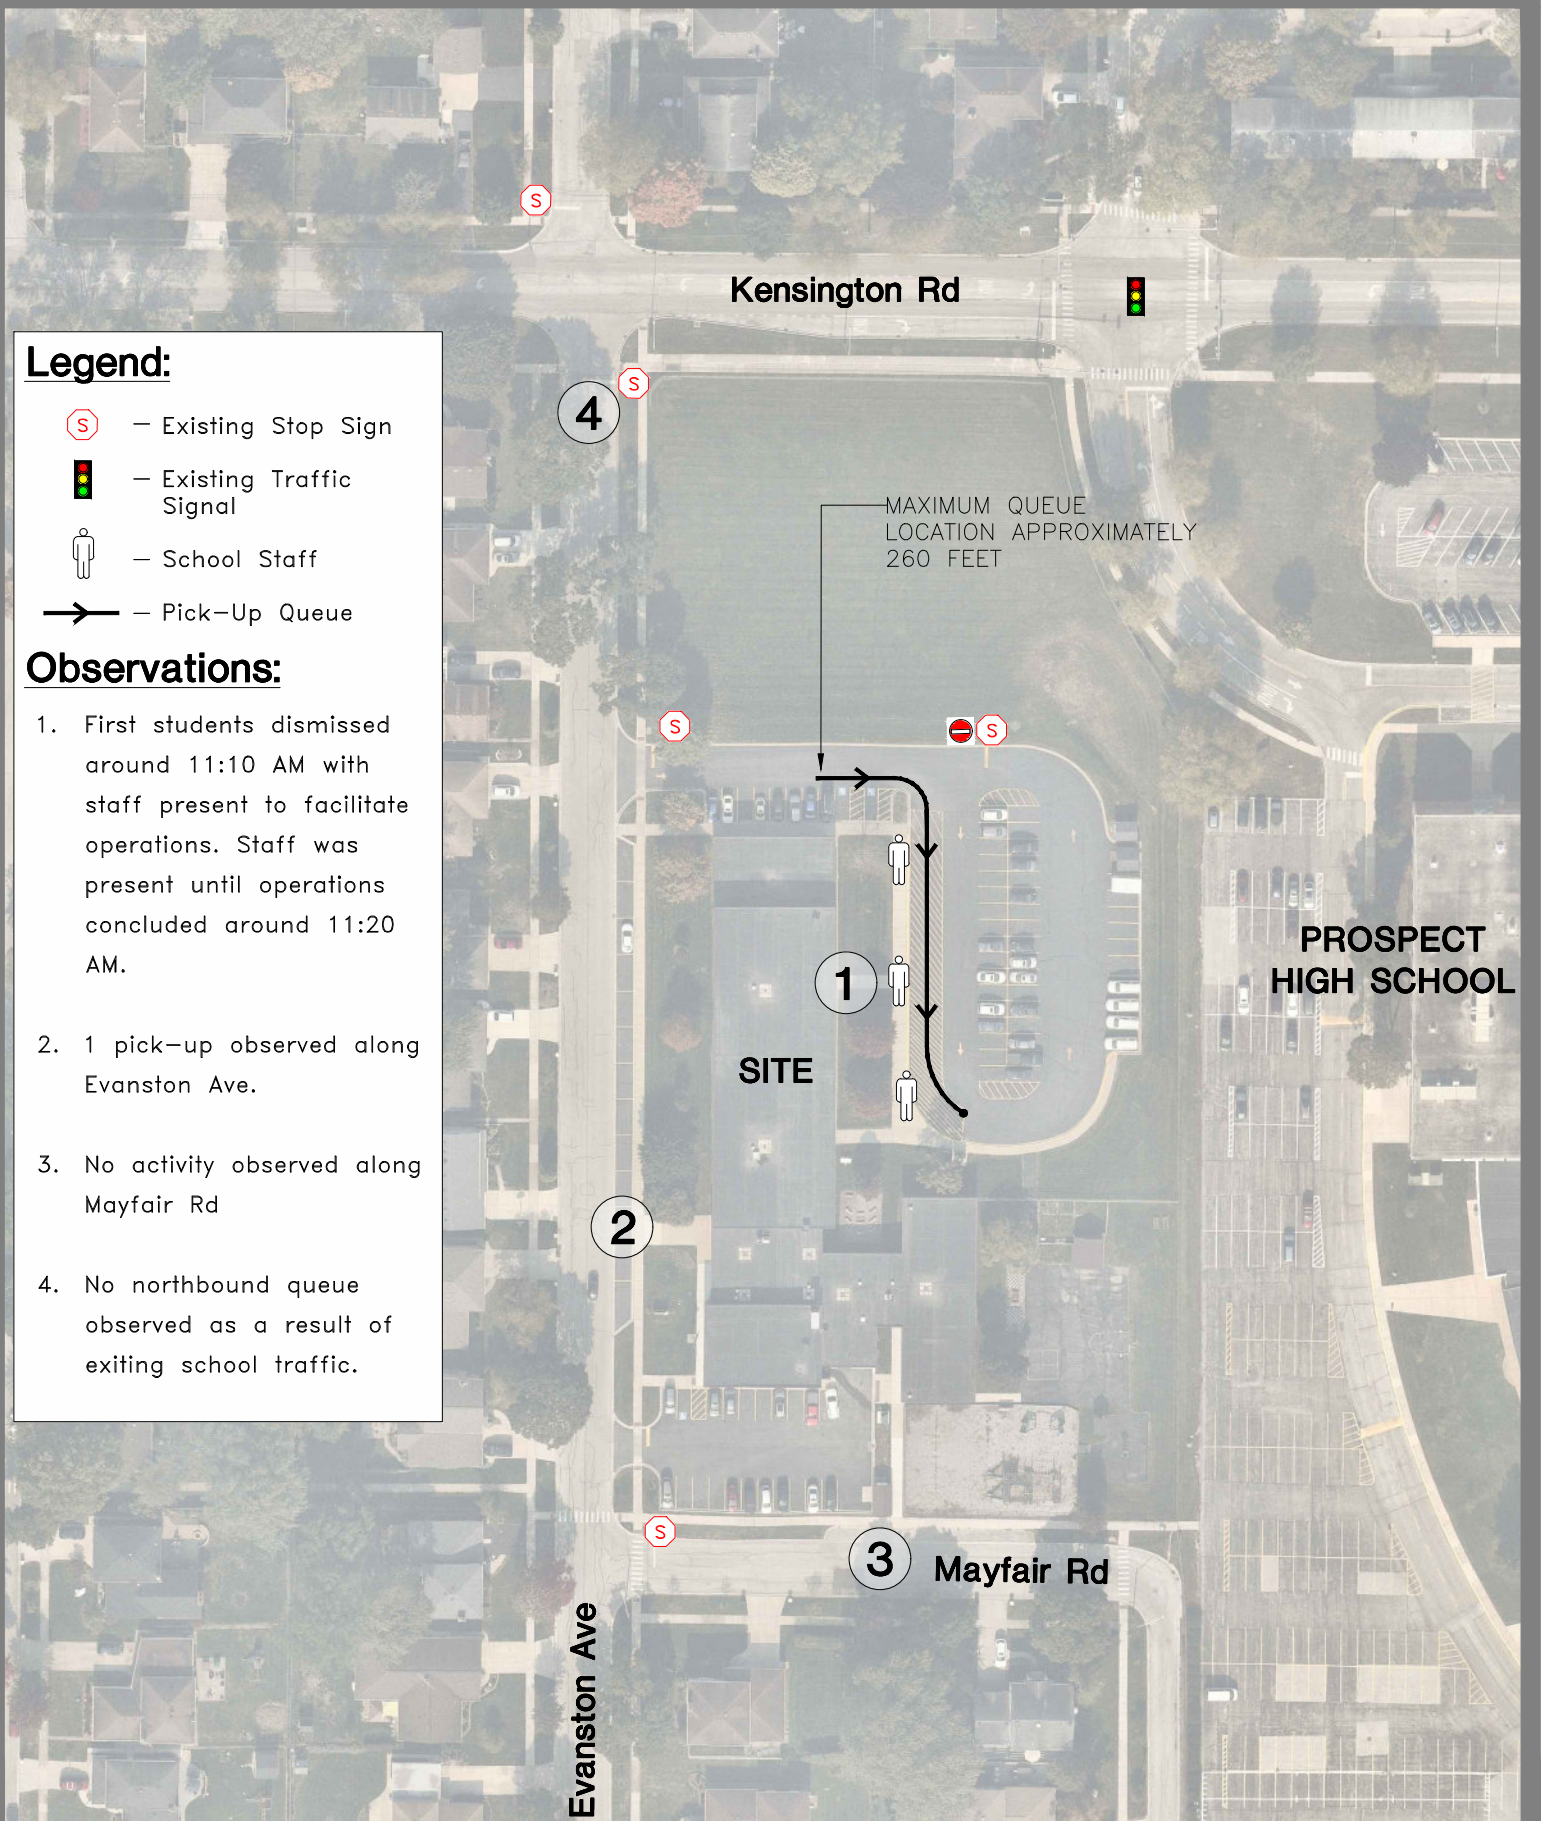 S
Kensington Rd
Legend:
S – Existing Stop Sign
– Existing Traffic
Signal
– School Staff
– Pick-Up Queue
Observations:
1. First students dismissed
around 11:10 AM with
staff present to facilitate
operations. Staff was
present until operations
concluded around 11:20
AM.
2. 1 pick-up observed along
Evanston Ave.
3. No activity observed along
Mayfair Rd
4. No northbound queue
observed as a result of
exiting school traffic.
S
4
MAXIMUM QUEUE
LOCATION APPROXIMATELY
260 FEET
S
S
PROSPECT
HIGH SCHOOL
1
SITE
2
S
3
Mayfair Rd
Evanston Ave